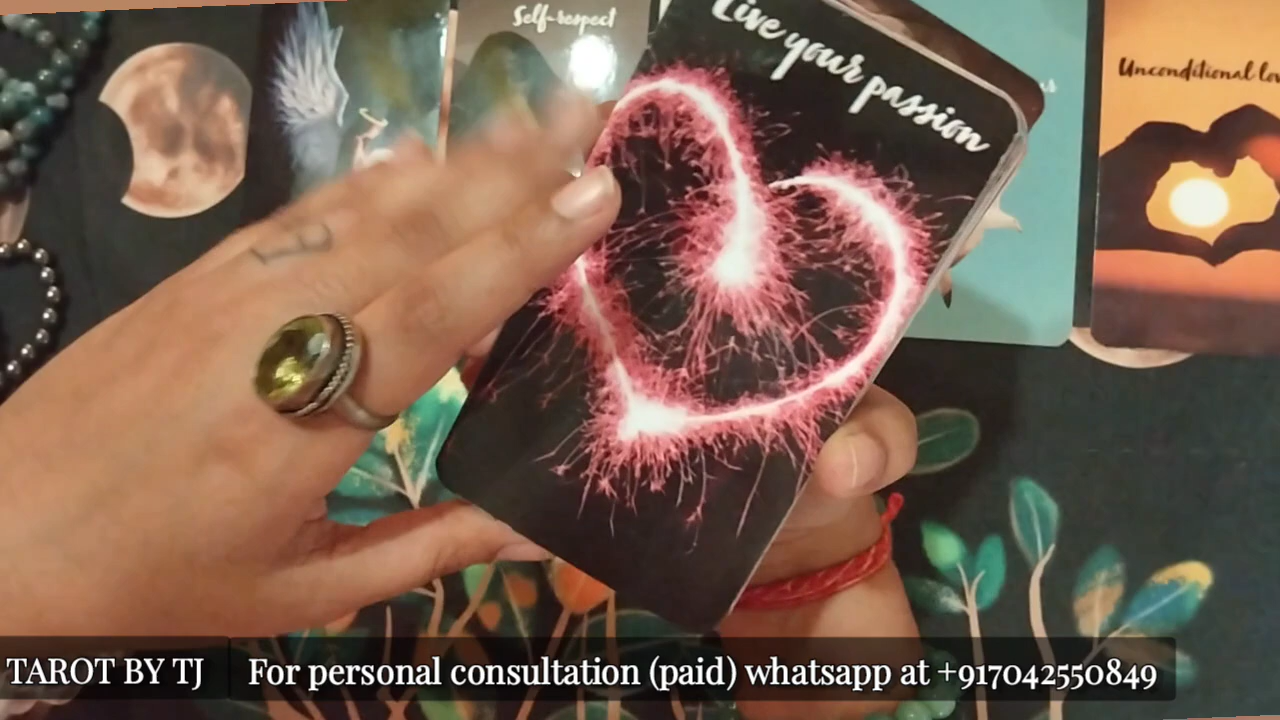 Self-respect
Live your passion
Unconditional lo
TAROT BY TJ
For personal consultation (paid) whatsapp at +917042550849